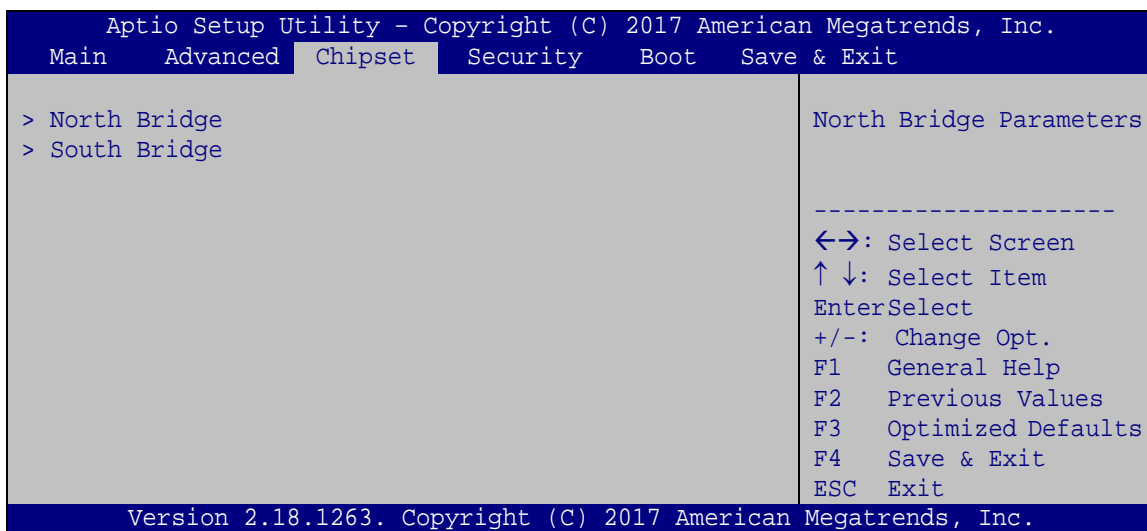 Aptio Setup Utility – Copyright (C) 2017 American Megatrends, Inc.
Main Advanced Chipset Security Boot Save & Exit
> North Bridge
> South Bridge
North Bridge Parameters
---------------------
←→: Select Screen
↑ ↓: Select Item
EnterSelect
+/-: Change Opt.
F1 General Help
F2 Previous Values
F3 Optimized Defaults
F4 Save & Exit
ESC Exit
Version 2.18.1263. Copyright (C) 2017 American Megatrends, Inc.